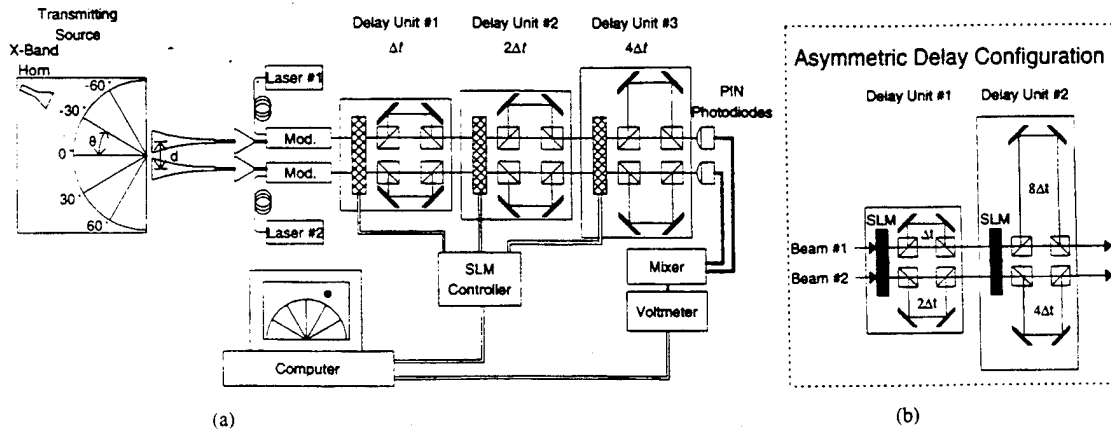 Transmitting
Source
X-Band
Horn
-60°
-30
θ
0
30
60°
d
Laser #1
Mod.
Mod.
Laser #2
Delay Unit #1
Δt
Delay Unit #2
2Δt
Delay Unit #3
4Δt
PIN
Photodiodes
SLM
Controller
Mixer
Voltmeter
Computer
(a)
(b)
Asymmetric Delay Configuration
Delay Unit #1 Delay Unit #2
8Δt
SLM
SLM
Δt
Beam #1
Beam #2
2Δt
4Δt